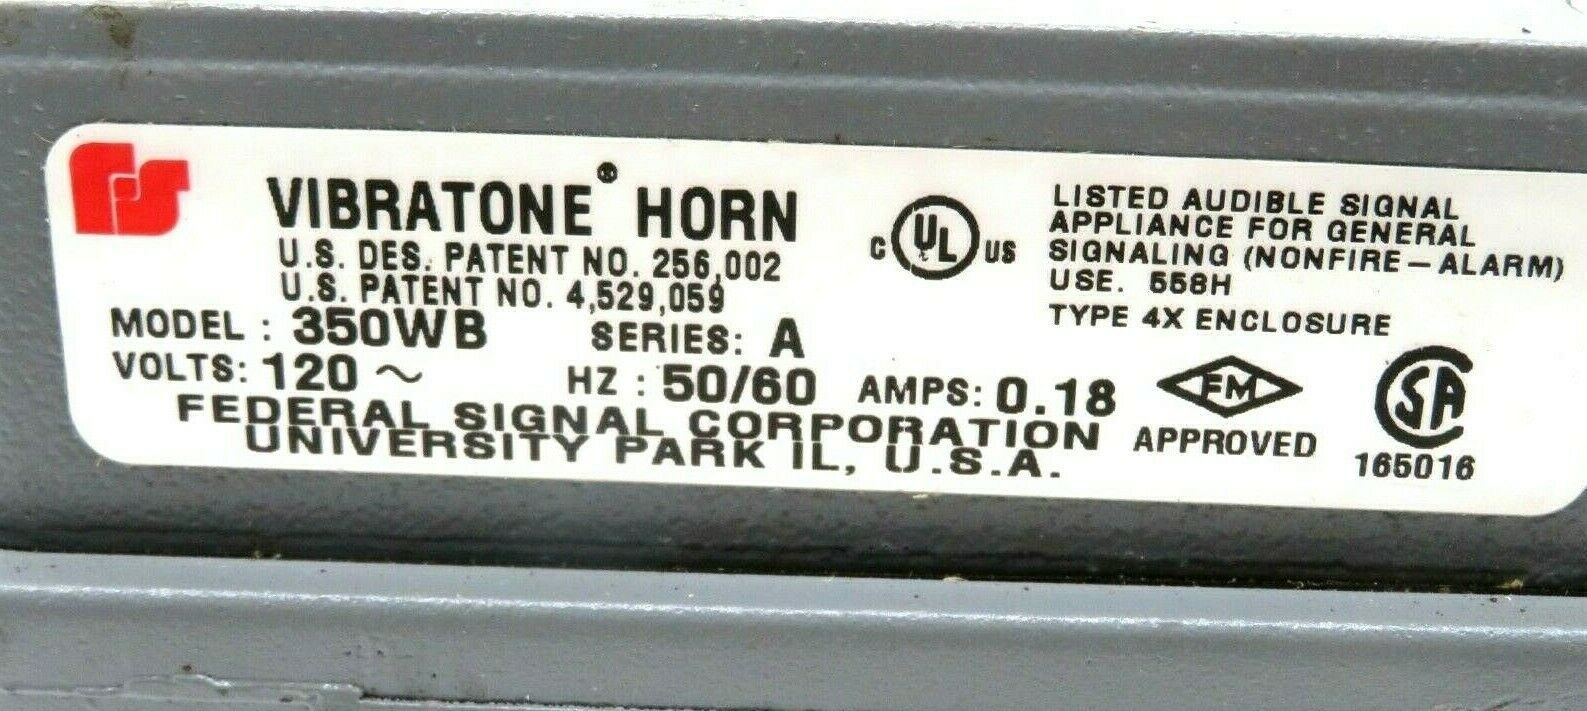 VIBRATONE® HORN
U.S. DES. PATENT NO. 256,002
U.S. PATENT NO. 4,529,059
MODEL : 350WB SERIES: A
VOLTS: 120 ~ HZ : 50/60 AMPS: 0.18
FEDERAL SIGNAL CORPORATION
UNIVERSITY PARK IL, U.S.A.
C UL US
LISTED AUDIBLE SIGNAL
APPLIANCE FOR GENERAL
SIGNALING (NONFIRE-ALARM)
USE. 558H
TYPE 4X ENCLOSURE
FM
APPROVED
CSA
165016